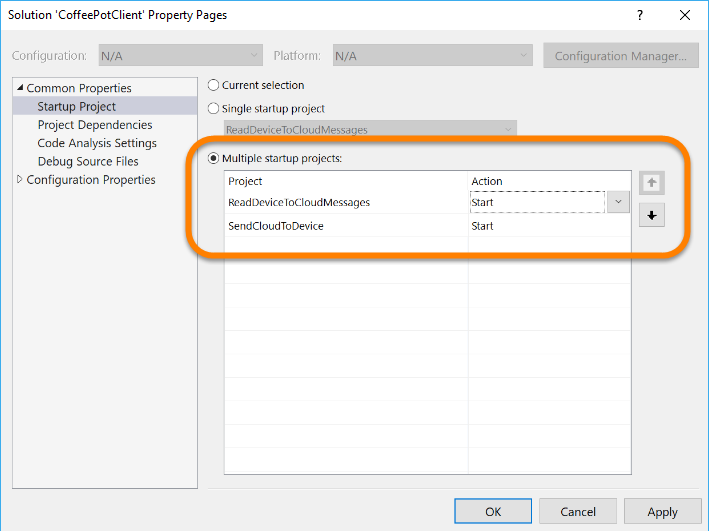 Solution 'CoffeePotClient' Property Pages
Configuration: N/A Platform: N/A Configuration Manager...
Common Properties
Startup Project
Project Dependencies
Code Analysis Settings
Debug Source Files
Configuration Properties
Current selection
Single startup project
ReadDeviceToCloudMessages
Multiple startup projects:
Project Action
ReadDeviceToCloudMessages Start
SendCloudToDevice Start
OK Cancel Apply